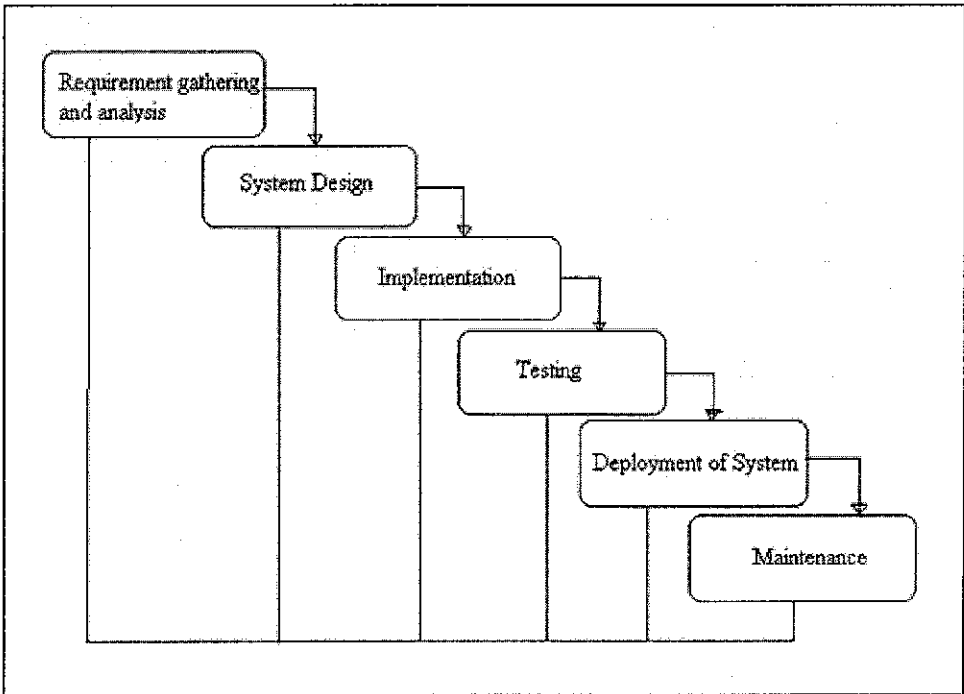 Requirement gathering
and analysis
System Design
Implementation
Testing
Deployment of System
Maintenance